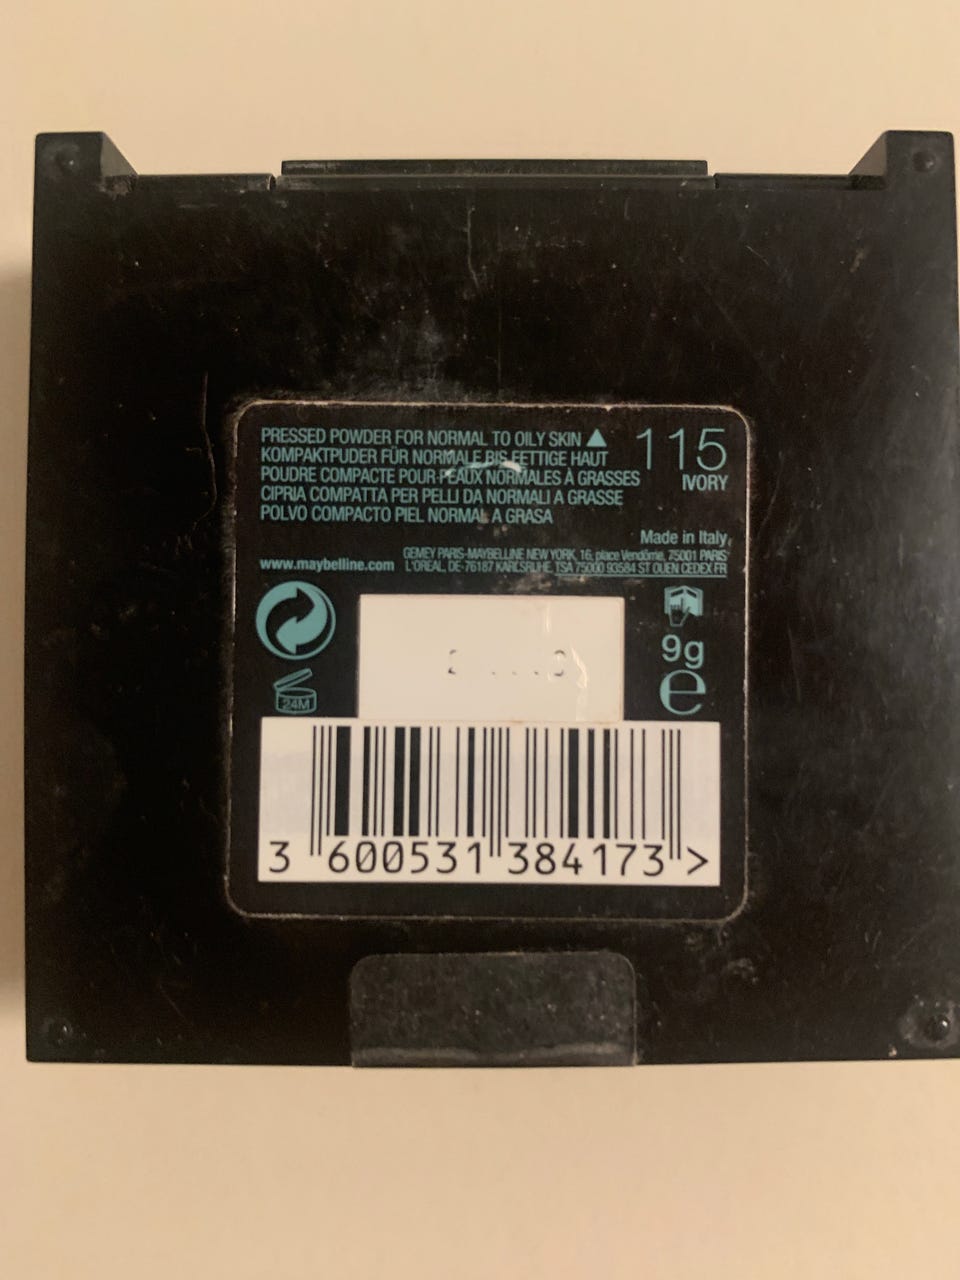 PRESSED POWDER FOR NORMAL TO OILY SKIN ▲
KOMPAKTPUDER FÜR NORMALE BIS FETTIGE HAUT
POUDRE COMPACTE POUR PEAUX NORMALES À GRASSES
CIPRIA COMPATTA PER PELLI DA NORMALI A GRASSE
POLVO COMPACTO PIEL NORMAL A GRASA
115
IVORY
Made in Italy
www.maybelline.com
GEMEY PARIS-MAYBELLINE NEW YORK, 16, place Vendôme, 75001 PARIS
L'ORÉAL, DE-76187 KARLSRUHE, TSA 75000 93584 ST OUEN CEDEX FR
9g
e
24M
3 600531 384173 >